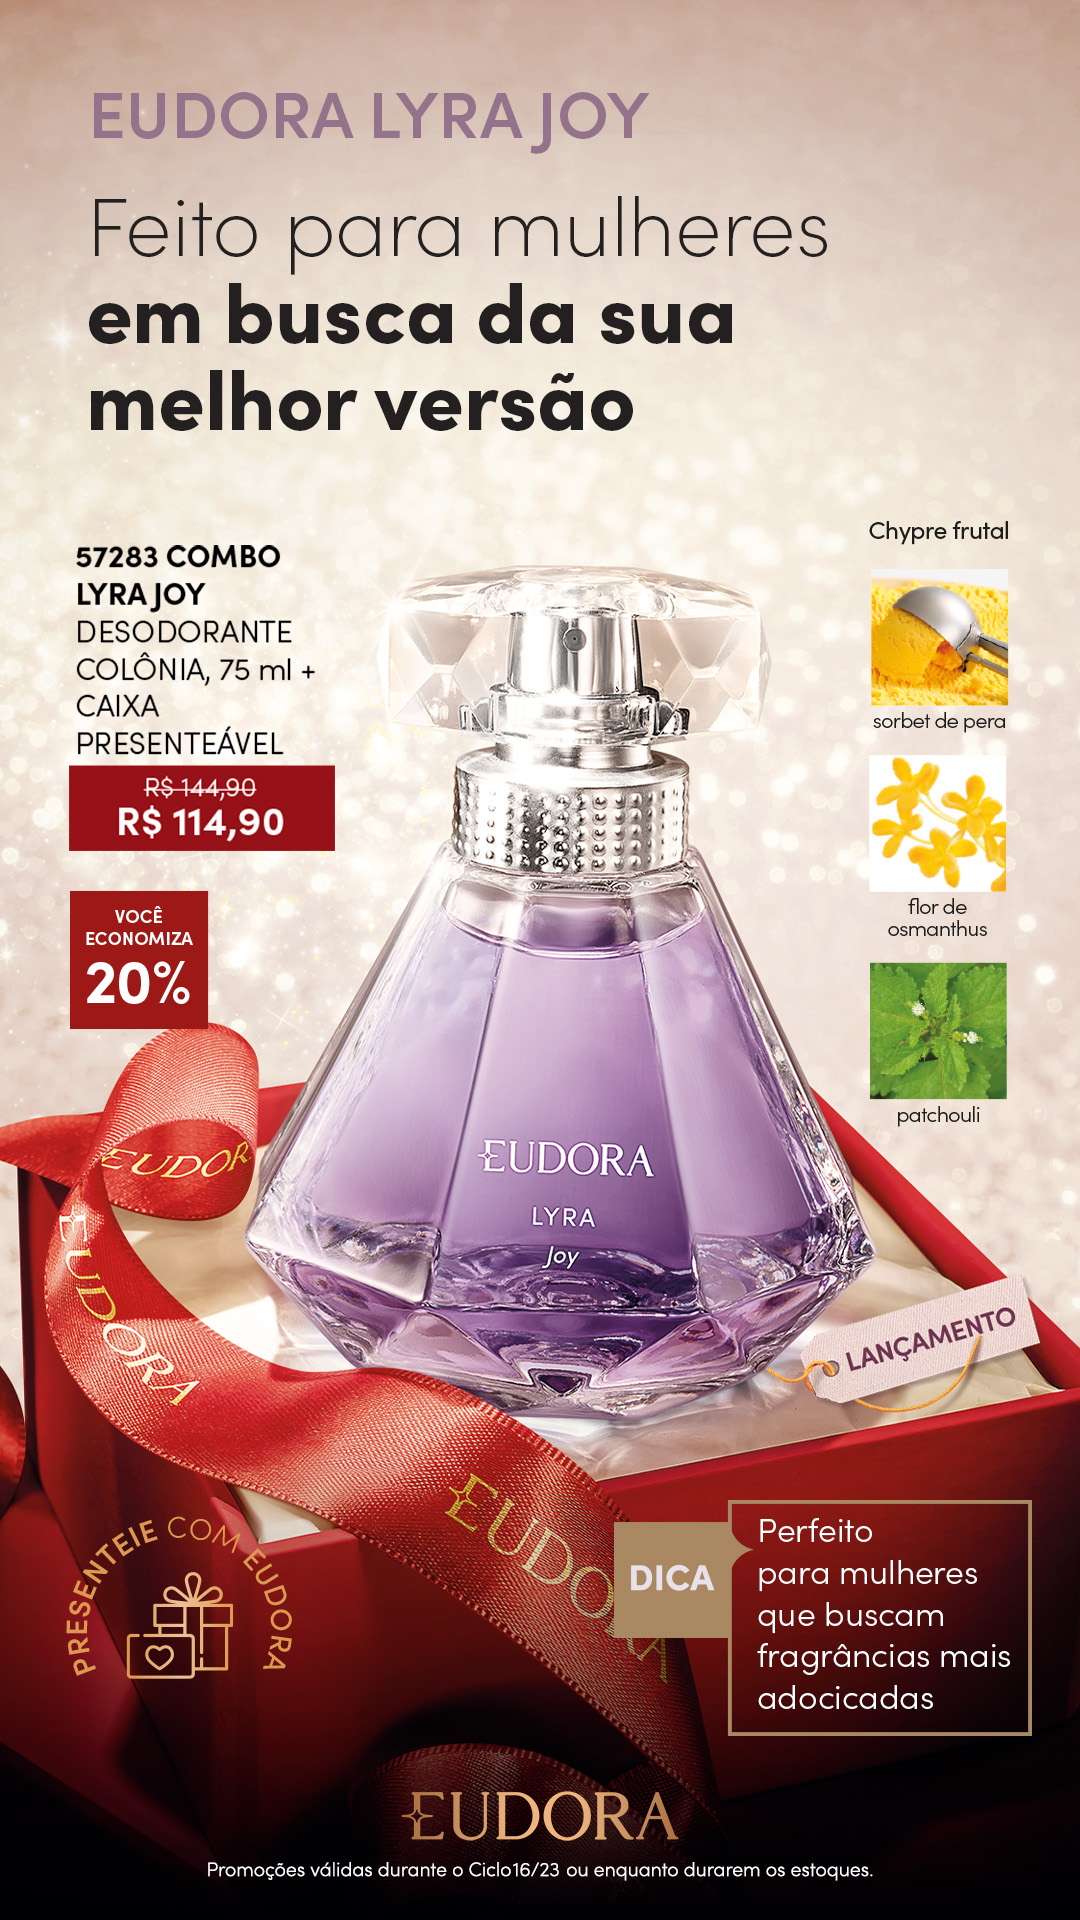 EUDORA LYRA JOY
Feito para mulheres
em busca da sua
melhor versão
57283 COMBO
LYRA JOY
DESODORANTE
COLÔNIA, 75 ml +
CAIXA
PRESENTEÁVEL
R$ 144,90
R$ 114,90
VOCÊ
ECONOMIZA
20%
Chypre frutal
sorbet de pera
flor de
osmanthus
patchouli
EUDORA
LYRA
Joy
EUDOR
EUDORA
LANÇAMENTO
EUDORA
PRESENTEIE COM EUDORA
DICA
Perfeito
para mulheres
que buscam
fragrâncias mais
adocicadas
EUDORA
Promoções válidas durante o Ciclo16/23 ou enquanto durarem os estoques.